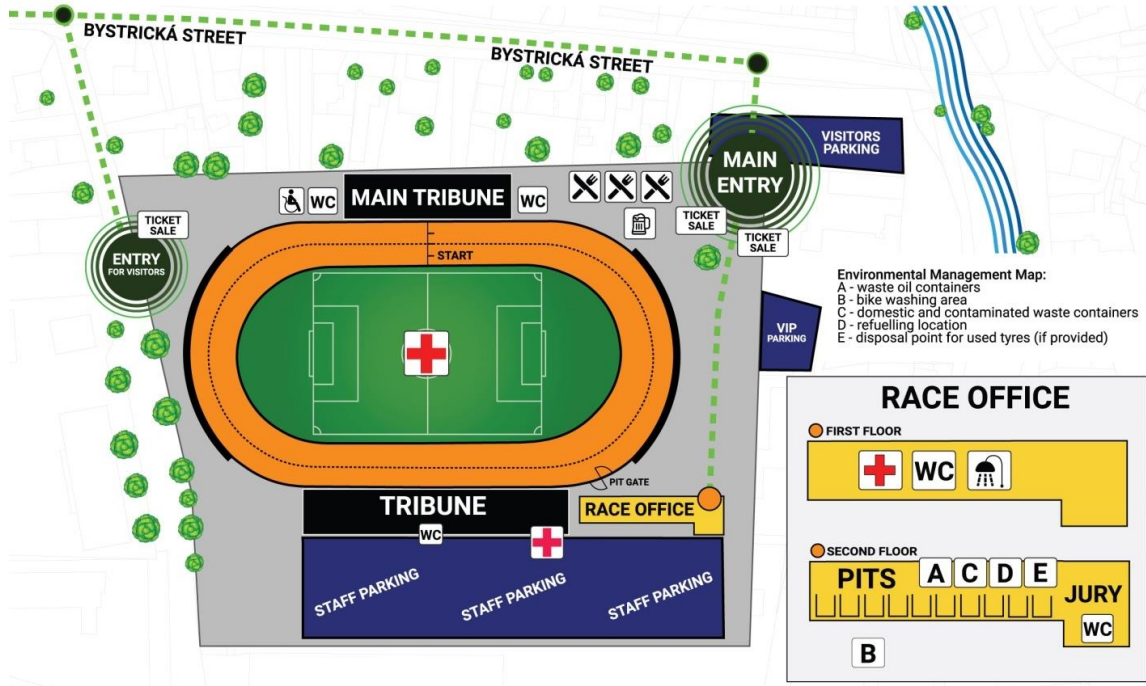 BYSTRICKÁ STREET
BYSTRICKÁ STREET
VISITORS
PARKING
MAIN
ENTRY
MAIN TRIBUNE
WC
WC
TICKET
SALE
TICKET
SALE
TICKET
SALE
ENTRY
FOR VISITORS
START
VIP
PARKING
PIT GATE
TRIBUNE
RACE OFFICE
WC
STAFF PARKING
STAFF PARKING
STAFF PARKING
Environmental Management Map:
A - waste oil containers
B - bike washing area
C - domestic and contaminated waste containers
D - refuelling location
E - disposal point for used tyres (if provided)
RACE OFFICE
FIRST FLOOR
WC
SECOND FLOOR
PITS
A C D E
JURY
WC
B